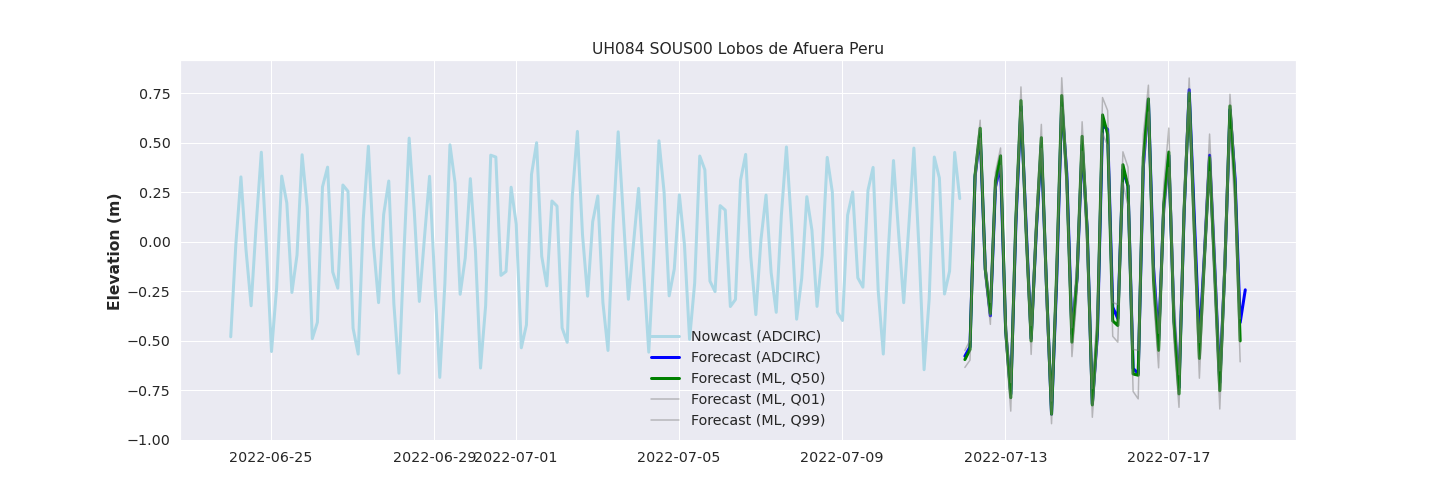 UH084 SOUS00 Lobos de Afuera Peru
Elevation (m)
0.75
0.50
0.25
0.00
−0.25
−0.50
−0.75
−1.00
Nowcast (ADCIRC)
Forecast (ADCIRC)
Forecast (ML, Q50)
Forecast (ML, Q01)
Forecast (ML, Q99)
2022-06-25 2022-06-29 2022-07-01 2022-07-05 2022-07-09 2022-07-13 2022-07-17